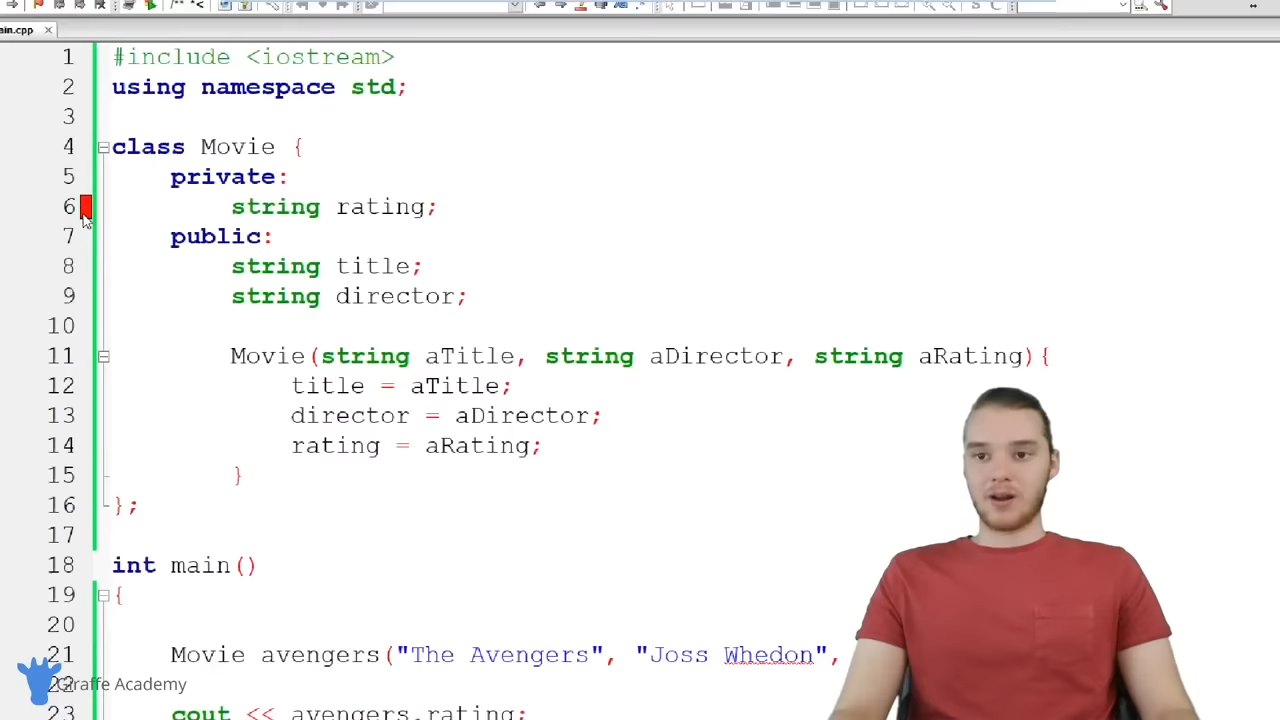 ain.cpp
1 #include <iostream>
2 using namespace std;
3
4 class Movie {
5 private:
6 string rating;
7 public:
8 string title;
9 string director;
10
11 Movie(string aTitle, string aDirector, string aRating){
12 title = aTitle;
13 director = aDirector;
14 rating = aRating;
15 }
16 };
17
18 int main()
19 {
20
21 Movie avengers("The Avengers", "Joss Whedon",
22
Giraffe Academy
23 cout << avengers.rating;